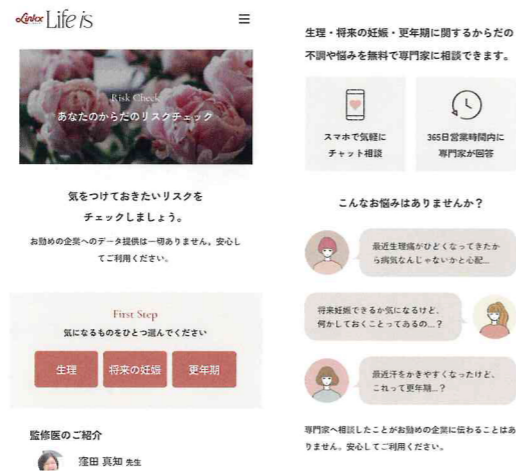 Linkx Life is
Risk Check
あなたのからだのリスクチェック
気をつけておきたいリスクを
チェックしましょう。
お勤めの企業へのデータ提供は一切ありません。安心し
てご利用ください。
First Step
気になるものをひとつ選んでください
生理
将来の妊娠
更年期
監修医のご紹介
窪田 真知 先生
生理・将来の妊娠・更年期に関するからだの
不調や悩みを無料で専門家に相談できます。
スマホで気軽に
チャット相談
365日営業時間内に
専門家が回答
こんなお悩みはありませんか？
最近生理痛がひどくなってきたか
ら病気なんじゃないかと心配...
将来妊娠できるか気になるけど、
何かしておくことってあるの...？
最近汗をかきやすくなったけど、
これって更年期...？
専門家へ相談したことがお勤めの企業に伝わることはあ
りません。安心してご利用ください。